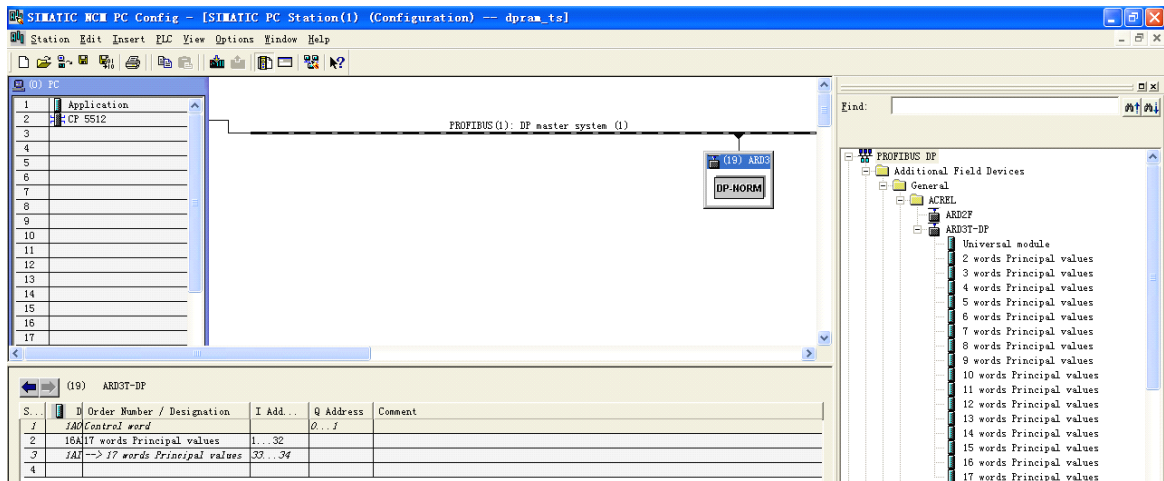 SIMATIC NCM PC Config - [SIMATIC PC Station(1) (Configuration) -- dpram_ts]
Station Edit Insert PLC View Options Window Help
(0) PC
1 Application
2 CP 5512
3
4
5
6
7
8
9
10
11
12
13
14
15
16
17
PROFIBUS(1): DP master system (1)
(19) ARD3
DP-NORM
Find:
PROFIBUS DP
Additional Field Devices
General
ACREL
ARD2F
ARD3T-DP
Universal module
2 words Principal values
3 words Principal values
4 words Principal values
5 words Principal values
6 words Principal values
7 words Principal values
8 words Principal values
9 words Principal values
10 words Principal values
11 words Principal values
12 words Principal values
13 words Principal values
14 words Principal values
15 words Principal values
16 words Principal values
17 words Principal values
(19) ARD3T-DP
S... D Order Number / Designation I Add... Q Address Comment
1 1AO Control word 0...1
2 16A 17 words Principal values 1...32
3 1AI --> 17 words Principal values 33...34
4